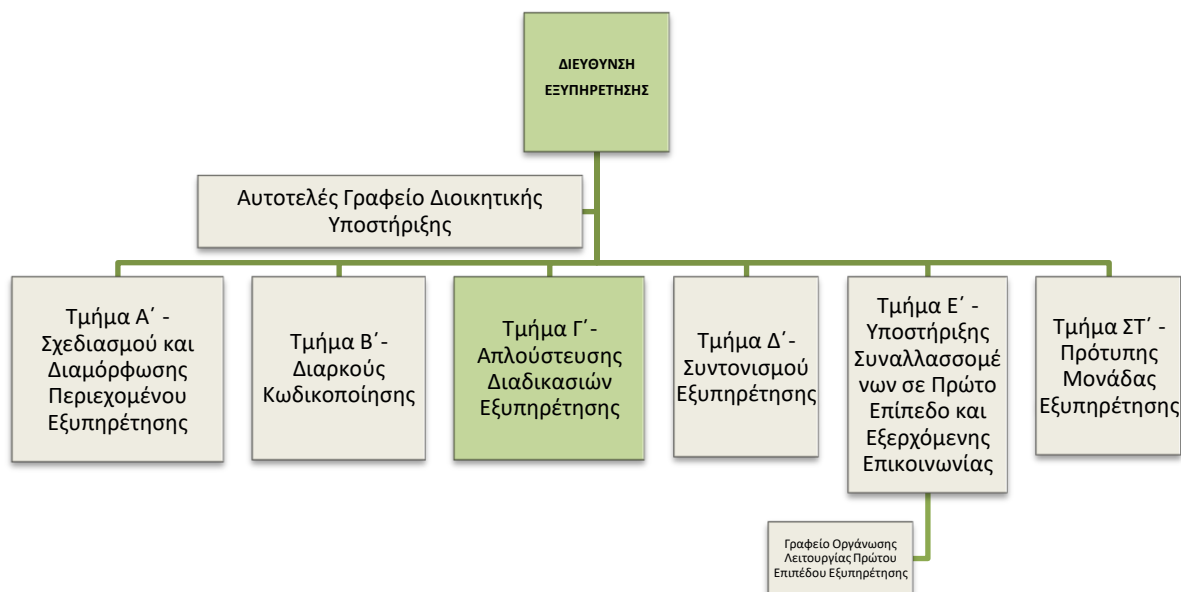 ΔΙΕΥΘΥΝΣΗ
ΕΞΥΠΗΡΕΤΗΣΗΣ
Αυτοτελές Γραφείο Διοικητικής
Υποστήριξης
Τμήμα Α΄ -
Σχεδιασμού και
Διαμόρφωσης
Περιεχομένου
Εξυπηρέτησης
Τμήμα Β΄-
Διαρκούς
Κωδικοποίησης
Τμήμα Γ΄-
Απλούστευσης
Διαδικασιών
Εξυπηρέτησης
Τμήμα Δ΄-
Συντονισμού
Εξυπηρέτησης
Τμήμα Ε΄ -
Υποστήριξης
Συναλλασσομέ
νων σε Πρώτο
Επίπεδο και
Εξερχόμενης
Επικοινωνίας
Τμήμα ΣΤ΄ -
Πρότυπης
Μονάδας
Εξυπηρέτησης
Γραφείο Οργάνωσης
Λειτουργίας Πρώτου
Επιπέδου Εξυπηρέτησης